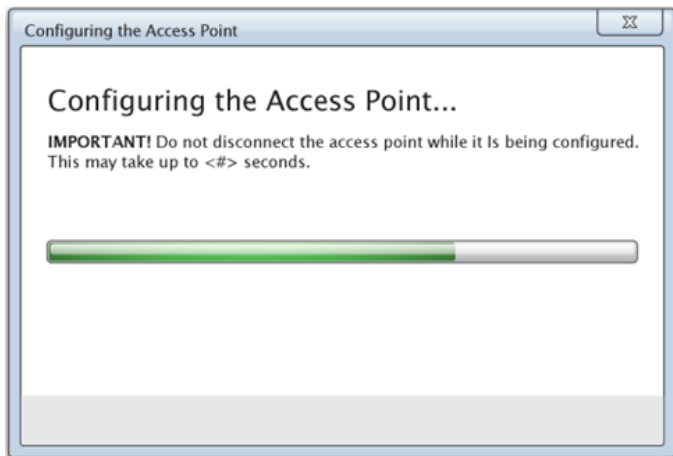 Configuring the Access Point
Configuring the Access Point...
IMPORTANT! Do not disconnect the access point while it Is being configured.
This may take up to <#> seconds.